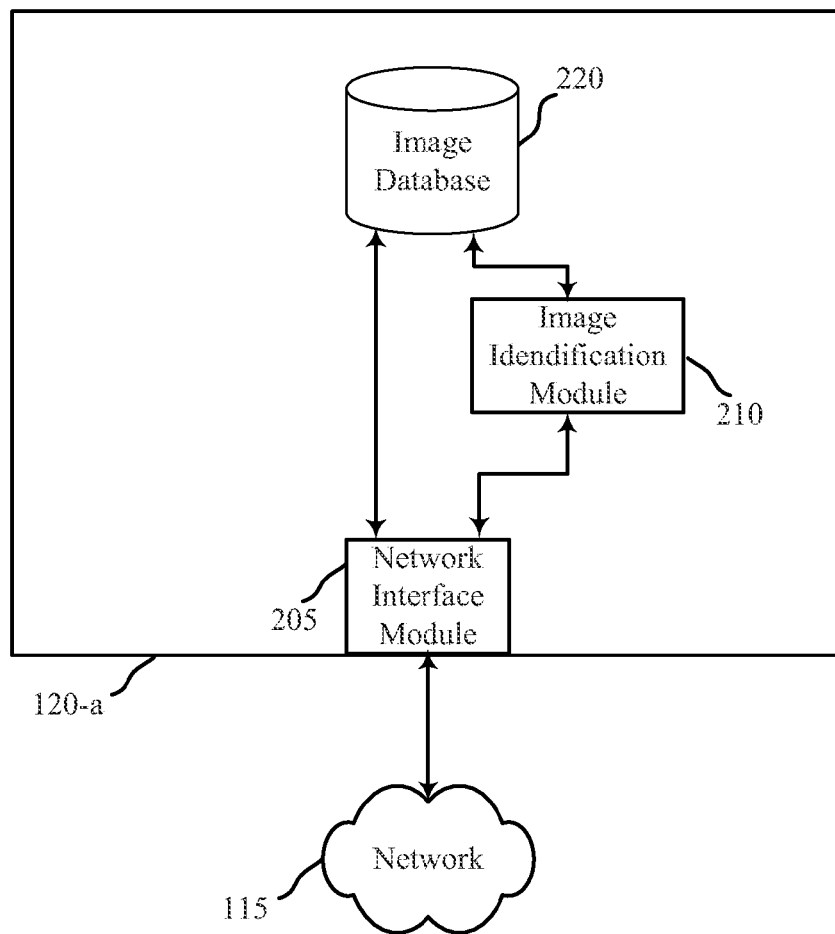 220
Image
Database
Image
Idendification
Module
210
Network
Interface
Module
205
120-a
Network
115